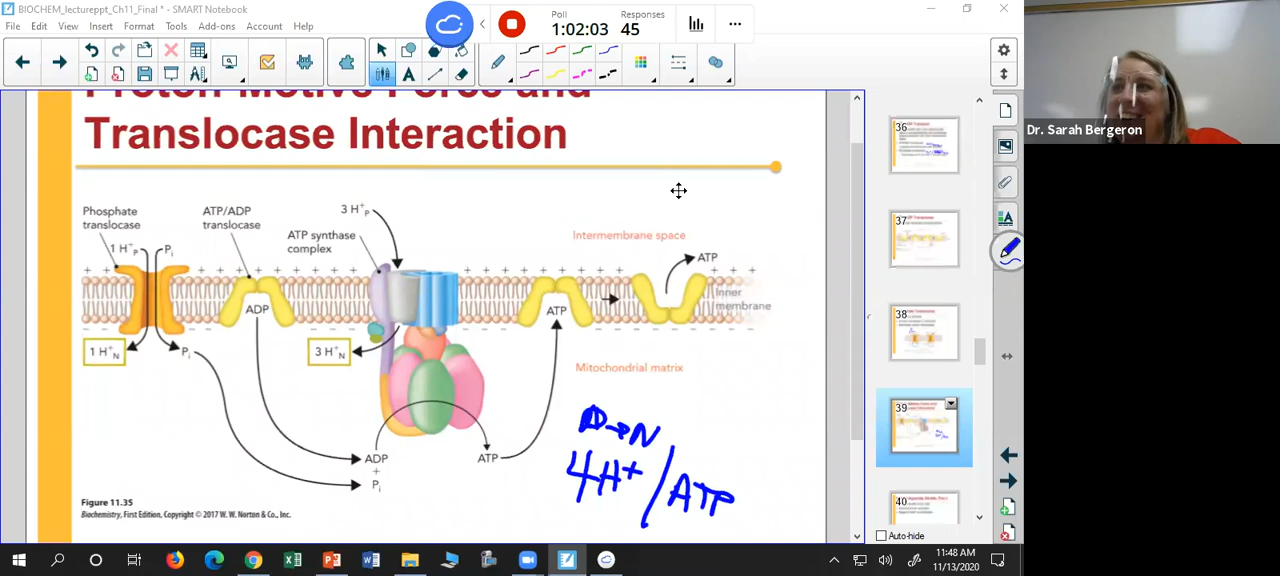 BIOCHEM_lectureppt_Ch11_Final * - SMART Notebook
File Edit View Insert Format Tools Add-ons Account Help
Poll
1:02:03
Responses
45
Translocase Interaction
Phosphate
translocase
1 H⁺P
Pi
ATP/ADP
translocase
3 H⁺P
ATP synthase
complex
Intermembrane space
ATP
ADP
ATP
Inner
membrane
1 H⁺N
Pi
3 H⁺N
Mitochondrial matrix
P→N
4H⁺/ATP
ADP
+
Pi
ATP
Figure 11.35
Biochemistry, First Edition, Copyright © 2017 W. W. Norton & Co., Inc.
36
37
38
39
40
Auto-hide
Dr. Sarah Bergeron
11:48 AM
11/13/2020